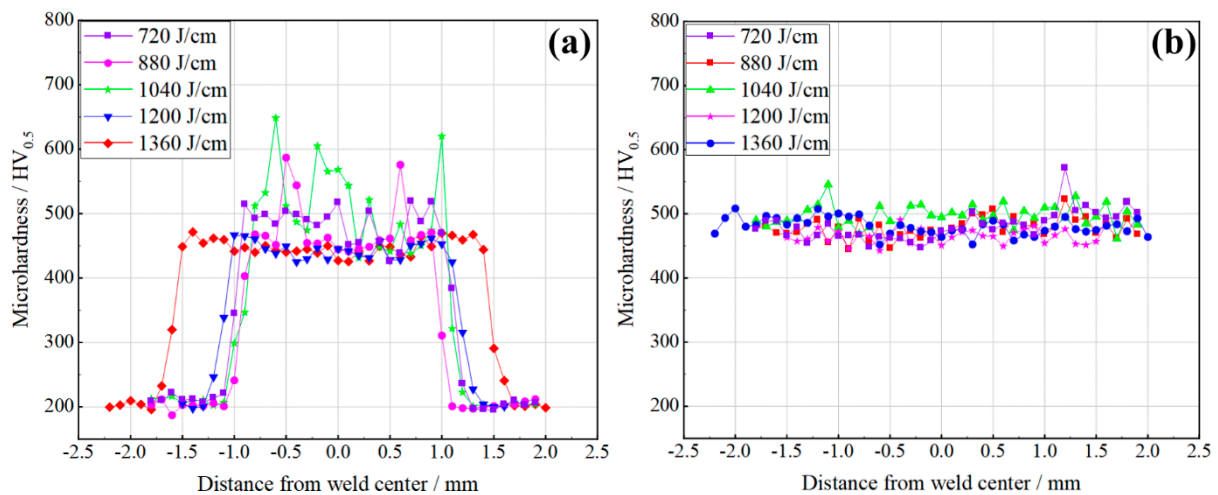 (a)
720 J/cm
880 J/cm
1040 J/cm
1200 J/cm
1360 J/cm
Microhardness / HV0.5
800
700
600
500
400
300
200
-2.5 -2.0 -1.5 -1.0 -0.5 0.0 0.5 1.0 1.5 2.0 2.5
Distance from weld center / mm
(b)
720 J/cm
880 J/cm
1040 J/cm
1200 J/cm
1360 J/cm
Microhardness / HV0.5
800
700
600
500
400
300
200
-2.5 -2.0 -1.5 -1.0 -0.5 0.0 0.5 1.0 1.5 2.0 2.5
Distance from weld center / mm